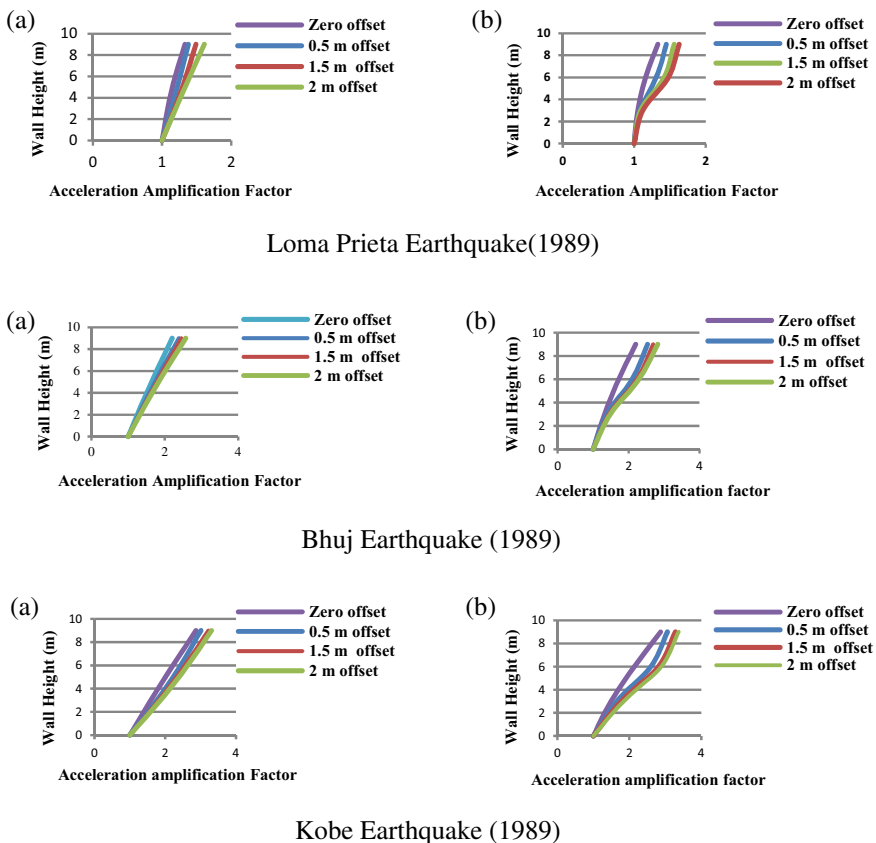 (a)
Wall Height (m)
10
8
6
4
2
0
0 1 2
Acceleration Amplification Factor
Zero offset
0.5 m offset
1.5 m offset
2 m offset
(b)
Wall Height (m)
10
8
6
4
2
0
0 1 2
Acceleration Amplification Factor
Zero offset
0.5 m offset
1.5 m offset
2 m offset
Loma Prieta Earthquake(1989)
(a)
Wall Height (m)
10
8
6
4
2
0
0 2 4
Acceleration Amplification Factor
Zero offset
0.5 m offset
1.5 m offset
2 m offset
(b)
Wall Height (m)
10
8
6
4
2
0
0 2 4
Acceleration amplification factor
Zero offset
0.5 m offset
1.5 m offset
2 m offset
Bhuj Earthquake (1989)
(a)
Wall Height (m)
10
8
6
4
2
0
0 2 4
Acceleration amplification Factor
Zero offset
0.5 m offset
1.5 m offset
2 m offset
(b)
Wall Height (m)
10
8
6
4
2
0
0 2 4
Acceleration amplification factor
Zero offset
0.5 m offset
1.5 m offset
2 m offset
Kobe Earthquake (1989)